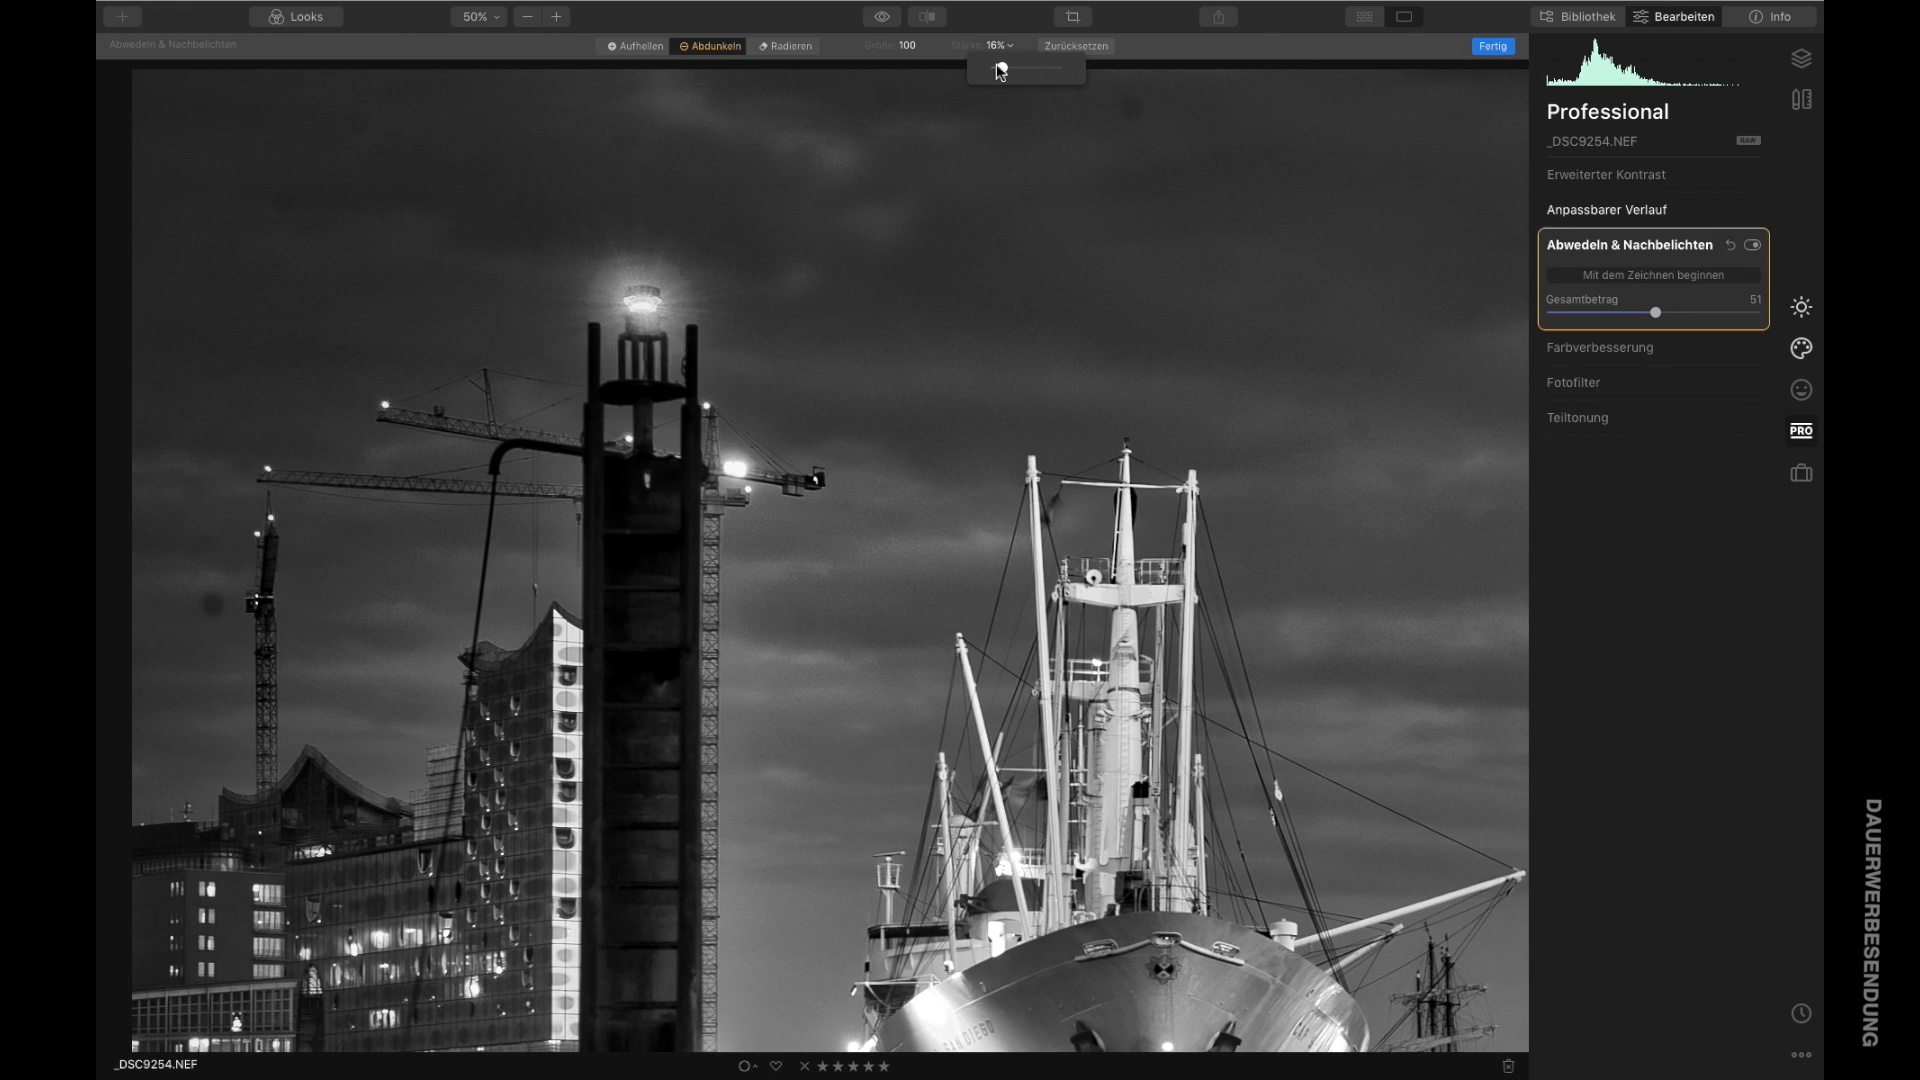 Looks
50%
Bibliothek
Bearbeiten
Info
Abwedeln & Nachbelichten
Aufhellen
Abdunkeln
Radieren
Größe: 100
Stärke: 16%
Zurücksetzen
Fertig
Professional
_DSC9254.NEF
RAW
Erweiterter Kontrast
Anpassbarer Verlauf
Abwedeln & Nachbelichten
Mit dem Zeichnen beginnen
Gesamtbetrag 51
Farbverbesserung
Fotofilter
Teiltonung
PRO
DAUERWERBESENDUNG
SAN DIEGO
_DSC9254.NEF